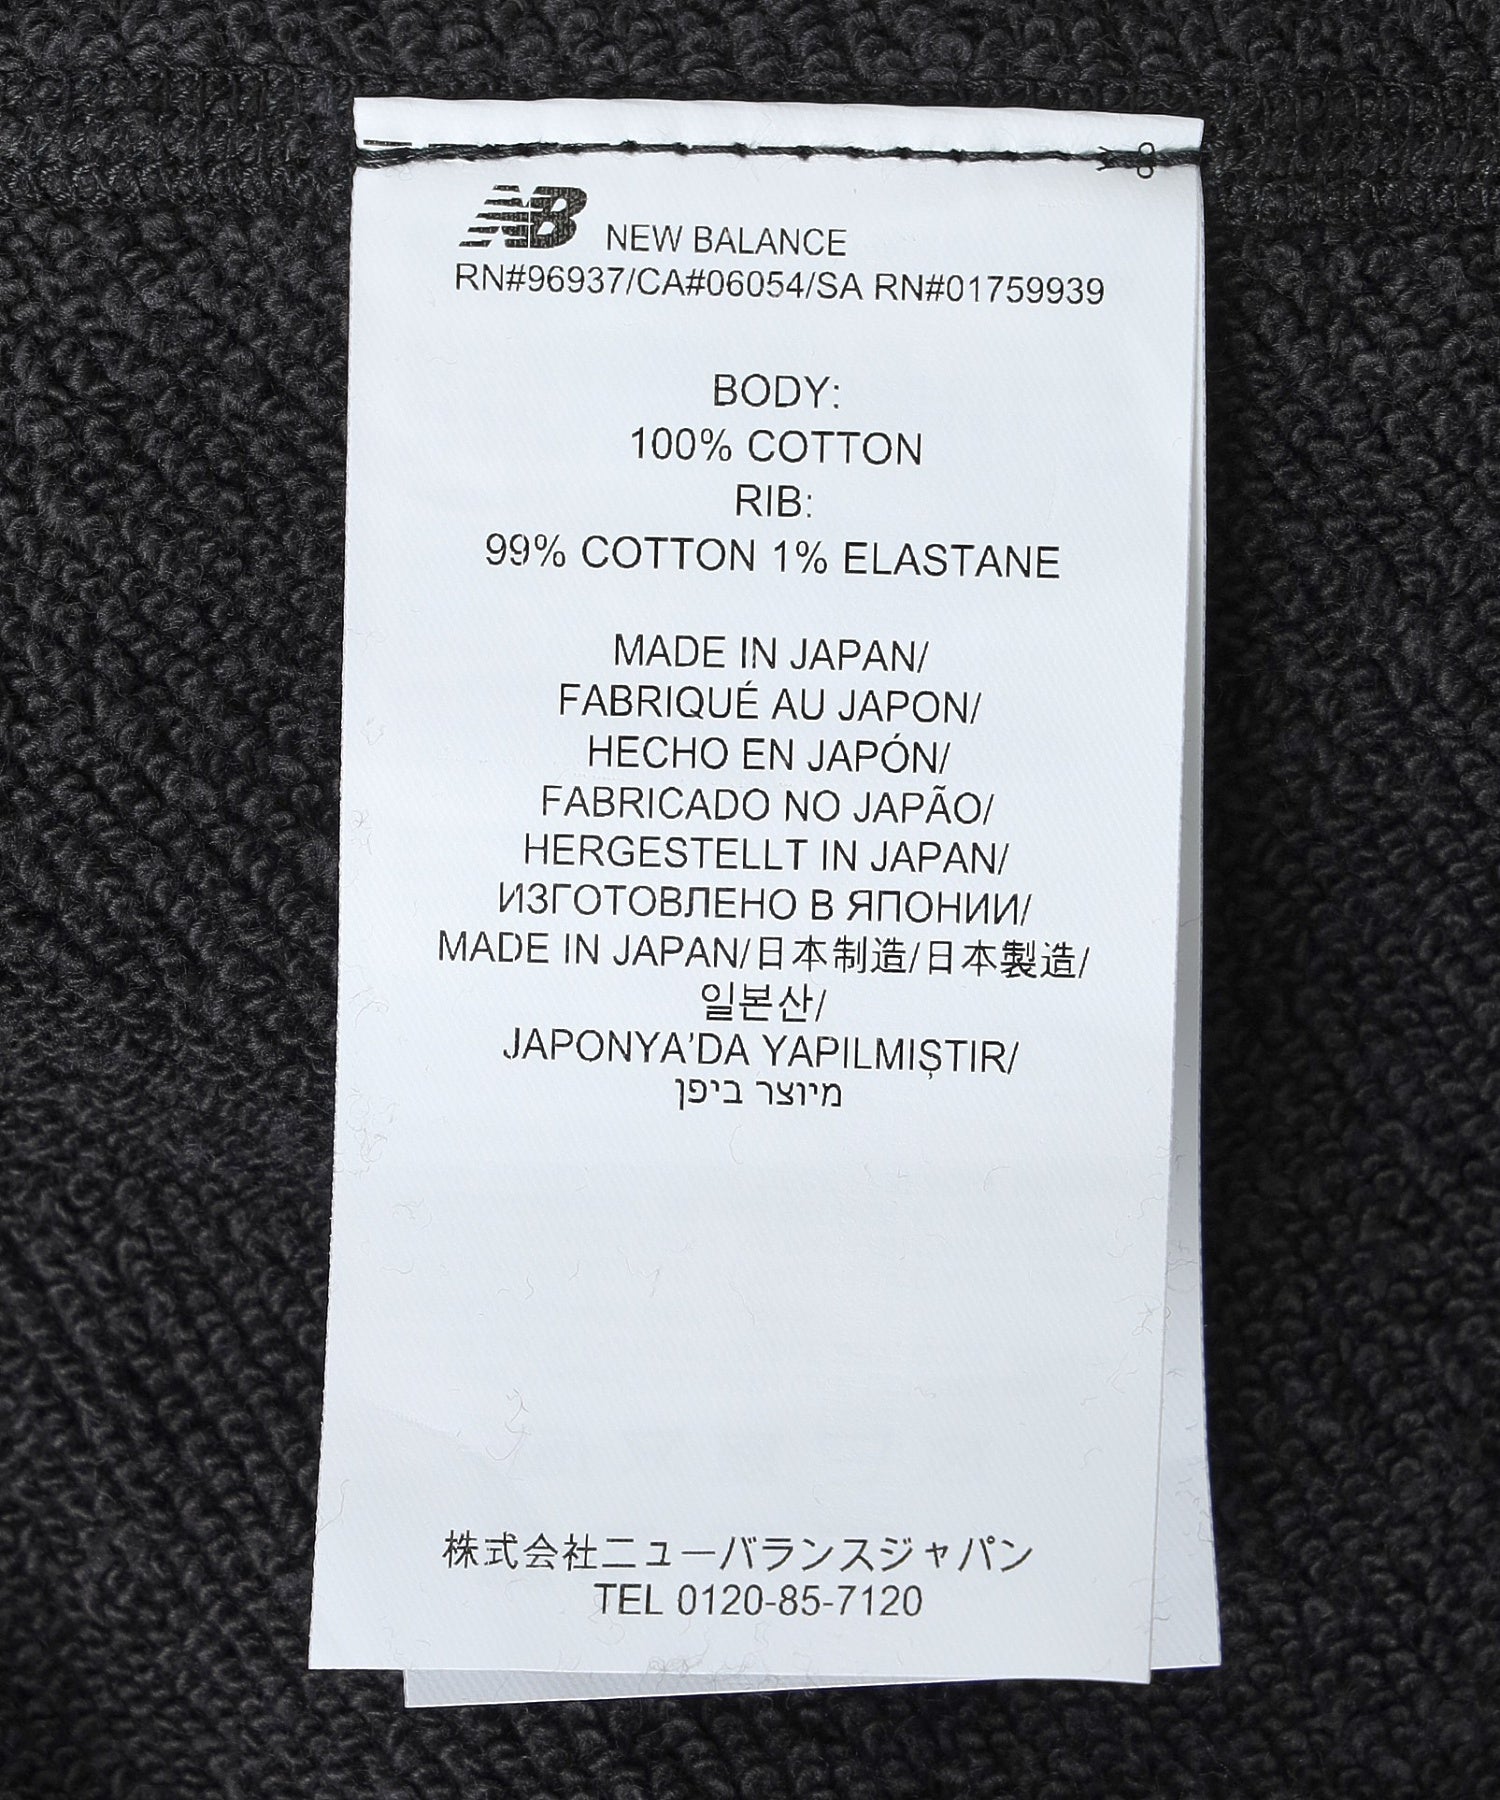 NB NEW BALANCE
RN#96937/CA#06054/SA RN#01759939
BODY:
100% COTTON
RIB:
99% COTTON 1% ELASTANE
MADE IN JAPAN/
FABRIQUÉ AU JAPON/
HECHO EN JAPÓN/
FABRICADO NO JAPÃO/
HERGESTELLT IN JAPAN/
ИЗГОТОВЛЕНО В ЯПОНИИ/
MADE IN JAPAN/日本制造/日本製造/
일본산/
JAPONYA'DA YAPILMIŞTIR/
מיוצר ביפן
株式会社ニューバランスジャパン
TEL 0120-85-7120